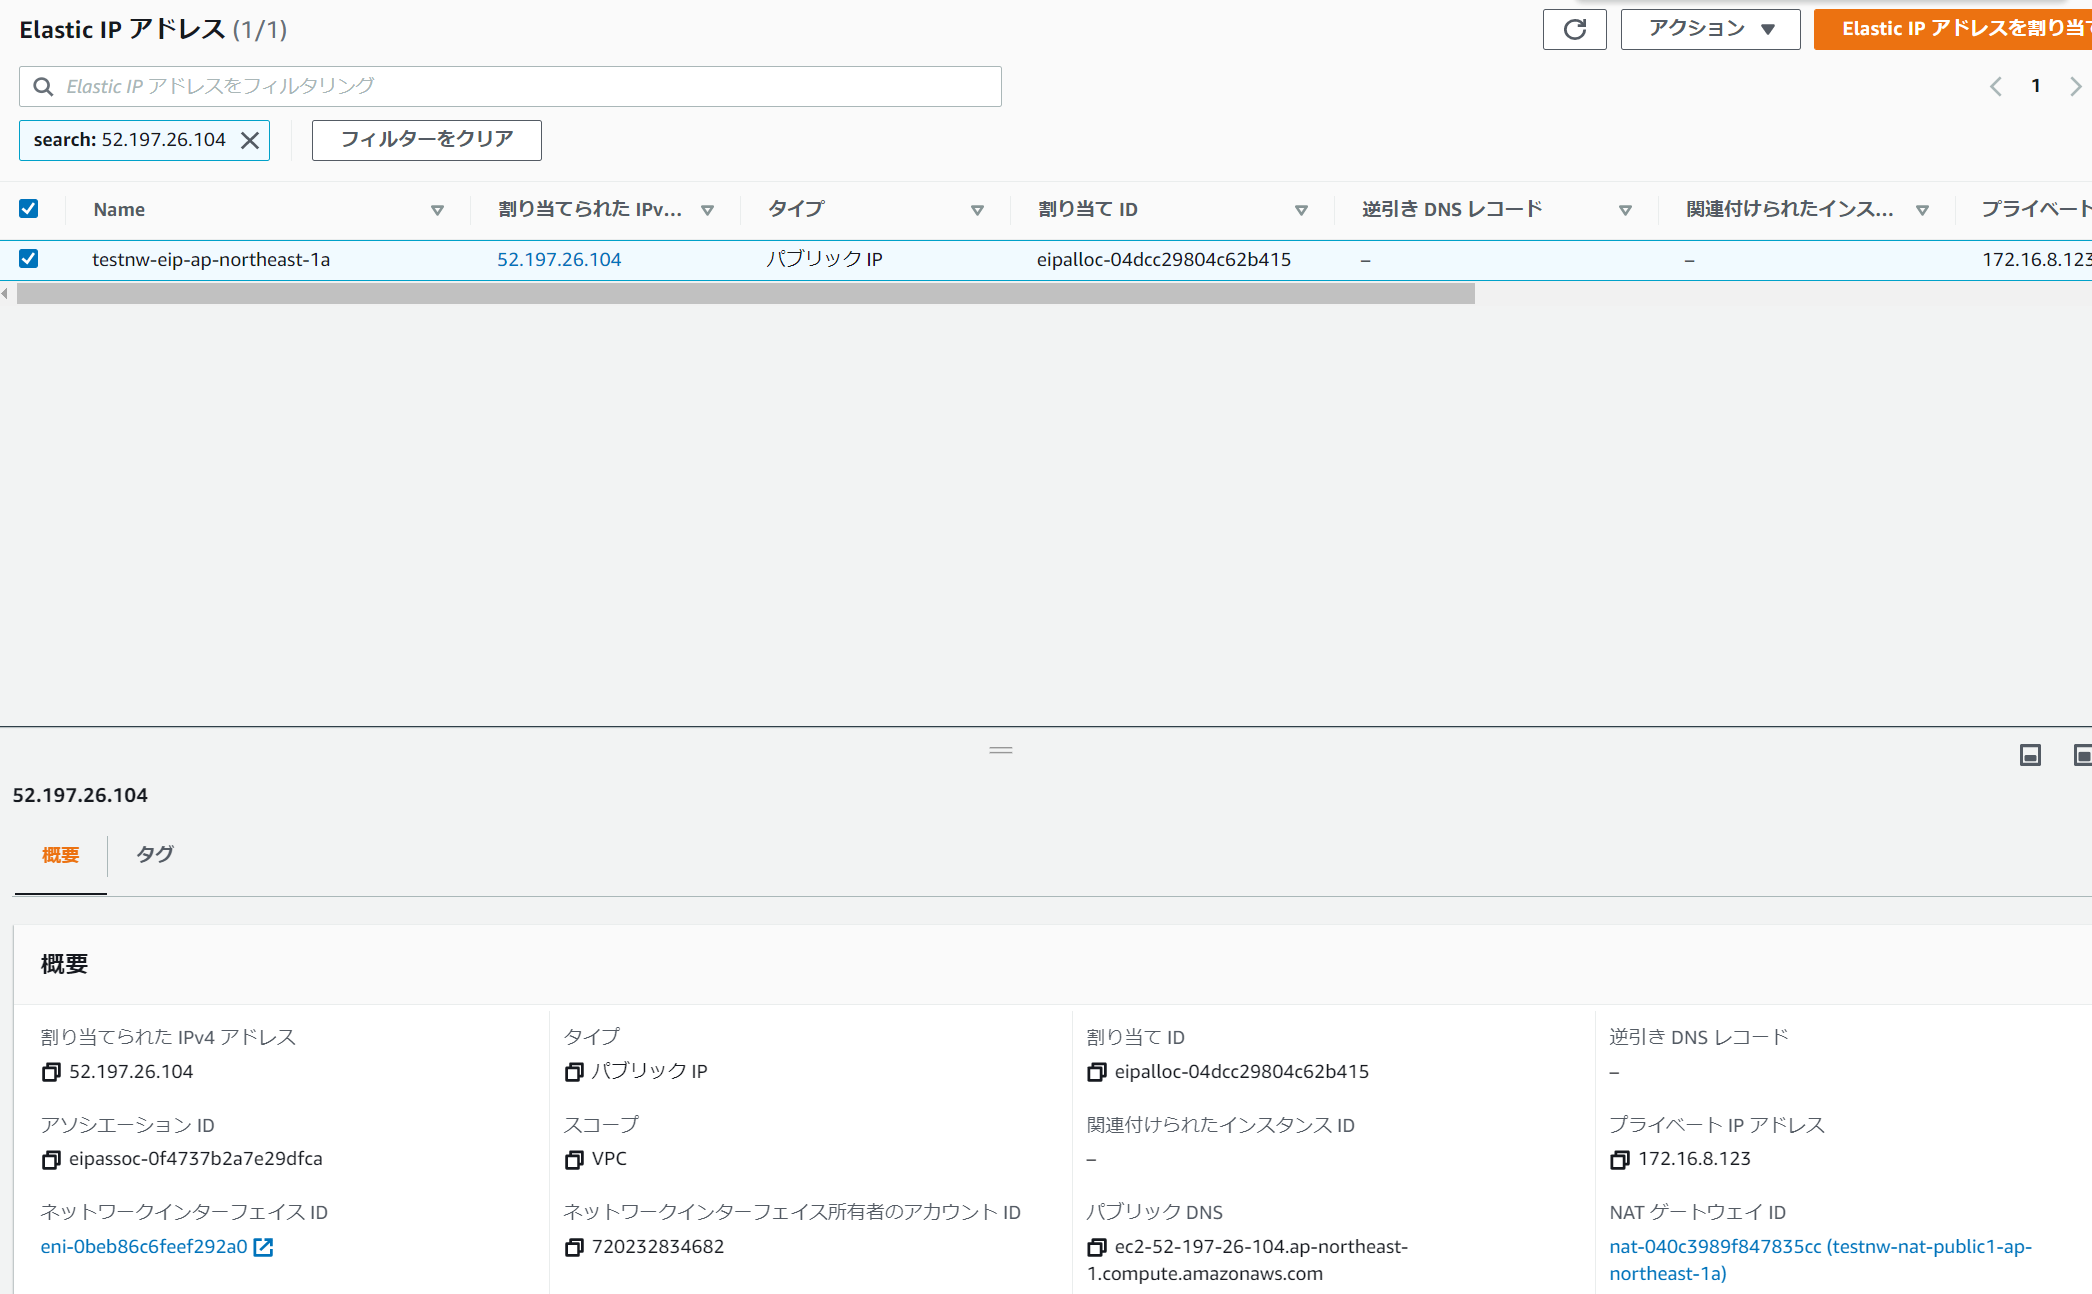 Elastic IP アドレス (1/1)
アクション
Elastic IP アドレスを割り当て
Elastic IP アドレスをフィルタリング
1
search: 52.197.26.104
フィルターをクリア
Name 割り当てられた IPv... タイプ 割り当て ID 逆引き DNS レコード 関連付けられたインス... プライベート
testnw-eip-ap-northeast-1a 52.197.26.104 パブリック IP eipalloc-04dcc29804c62b415 – – 172.16.8.123
52.197.26.104
概要 タグ
概要
割り当てられた IPv4 アドレス タイプ 割り当て ID 逆引き DNS レコード
52.197.26.104 パブリック IP eipalloc-04dcc29804c62b415 –
アソシエーション ID スコープ 関連付けられたインスタンス ID プライベート IP アドレス
eipassoc-0f4737b2a7e29dfca VPC – 172.16.8.123
ネットワークインターフェイス ID ネットワークインターフェイス所有者のアカウント ID パブリック DNS NAT ゲートウェイ ID
eni-0beb86c6feef292a0 720232834682 ec2-52-197-26-104.ap-northeast- nat-040c3989f847835cc (testnw-nat-public1-ap-
1.compute.amazonaws.com northeast-1a)